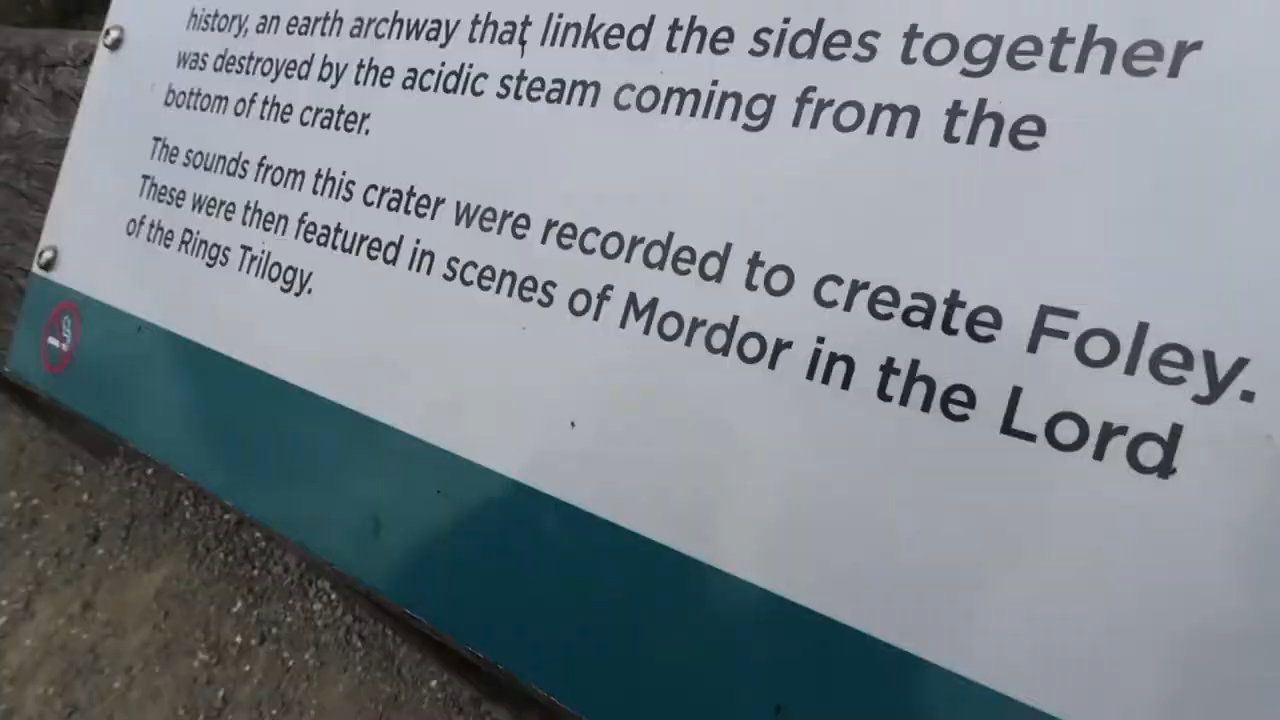 history, an earth archway that linked the sides together
was destroyed by the acidic steam coming from the
bottom of the crater.
The sounds from this crater were recorded to create Foley.
These were then featured in scenes of Mordor in the Lord
of the Rings Trilogy.